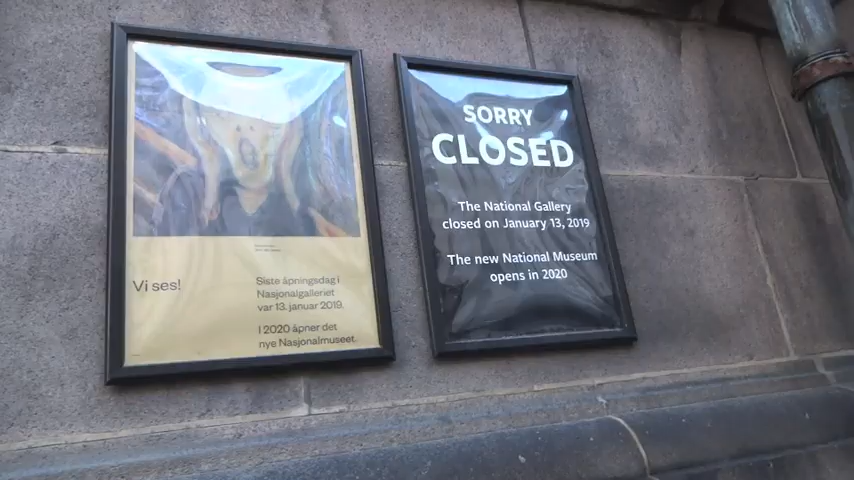 Vi ses!
Siste åpningsdag i
Nasjonalgalleriet
var 13. januar 2019.
I 2020 åpner det
nye Nasjonalmuseet.
SORRY
CLOSED
The National Gallery
closed on January 13, 2019
The new National Museum
opens in 2020